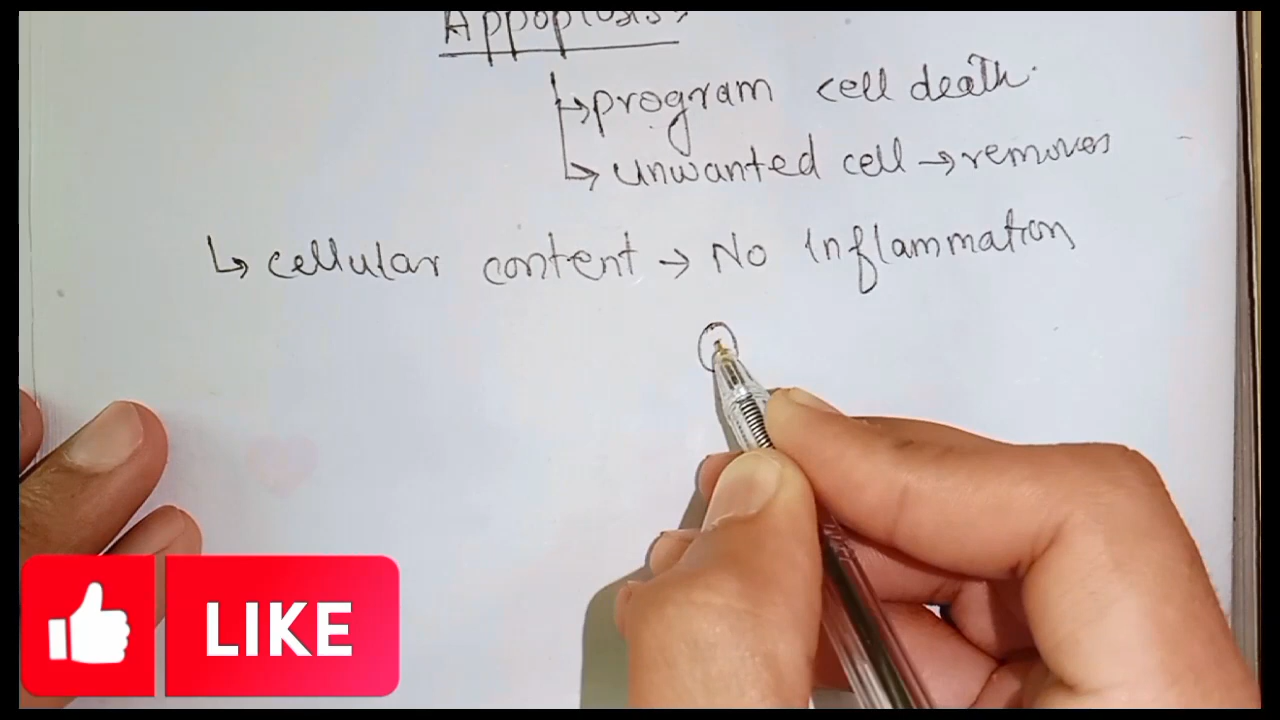 Appoptosis:
↳ program cell death.
↳ unwanted cell → removes
↳ cellular content → No inflammation
LIKE